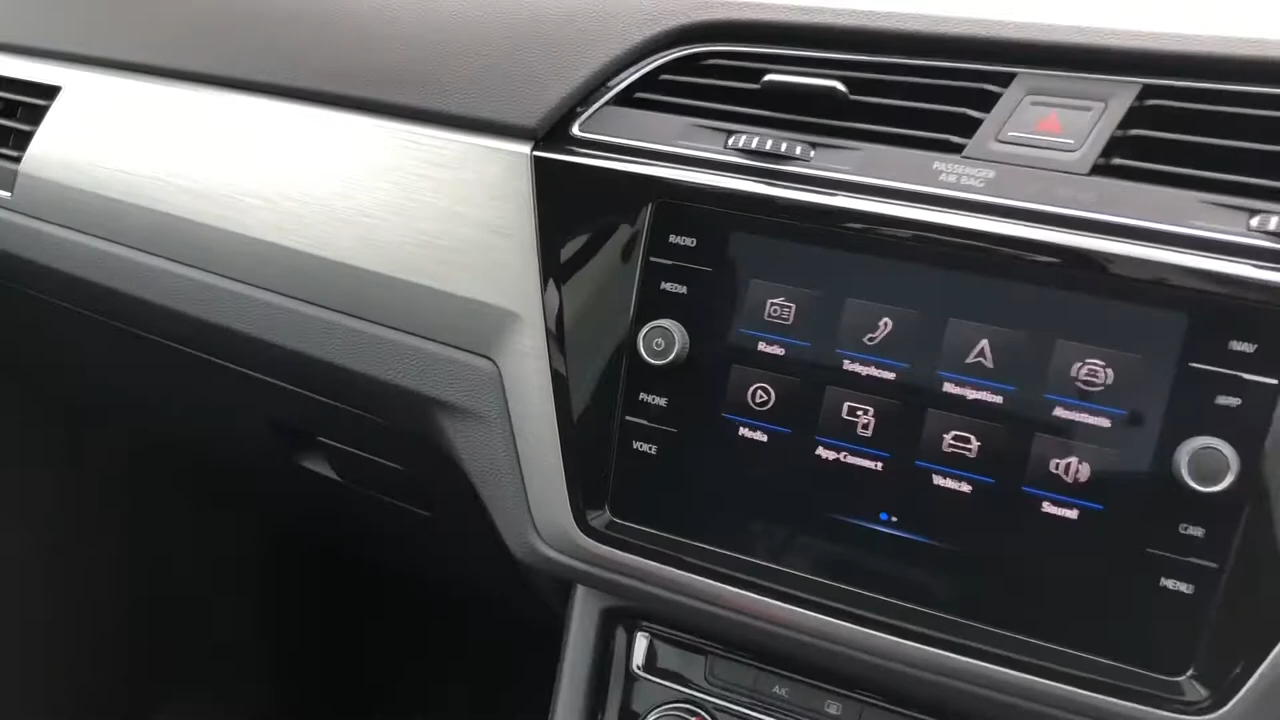 PASSENGER
AIR BAG
RADIO
MEDIA
PHONE
VOICE
Radio
Telephone
Navigation
Assistants
Media
App-Connect
Vehicle
Sound
NAV
APP
CAR
MENU
A/C